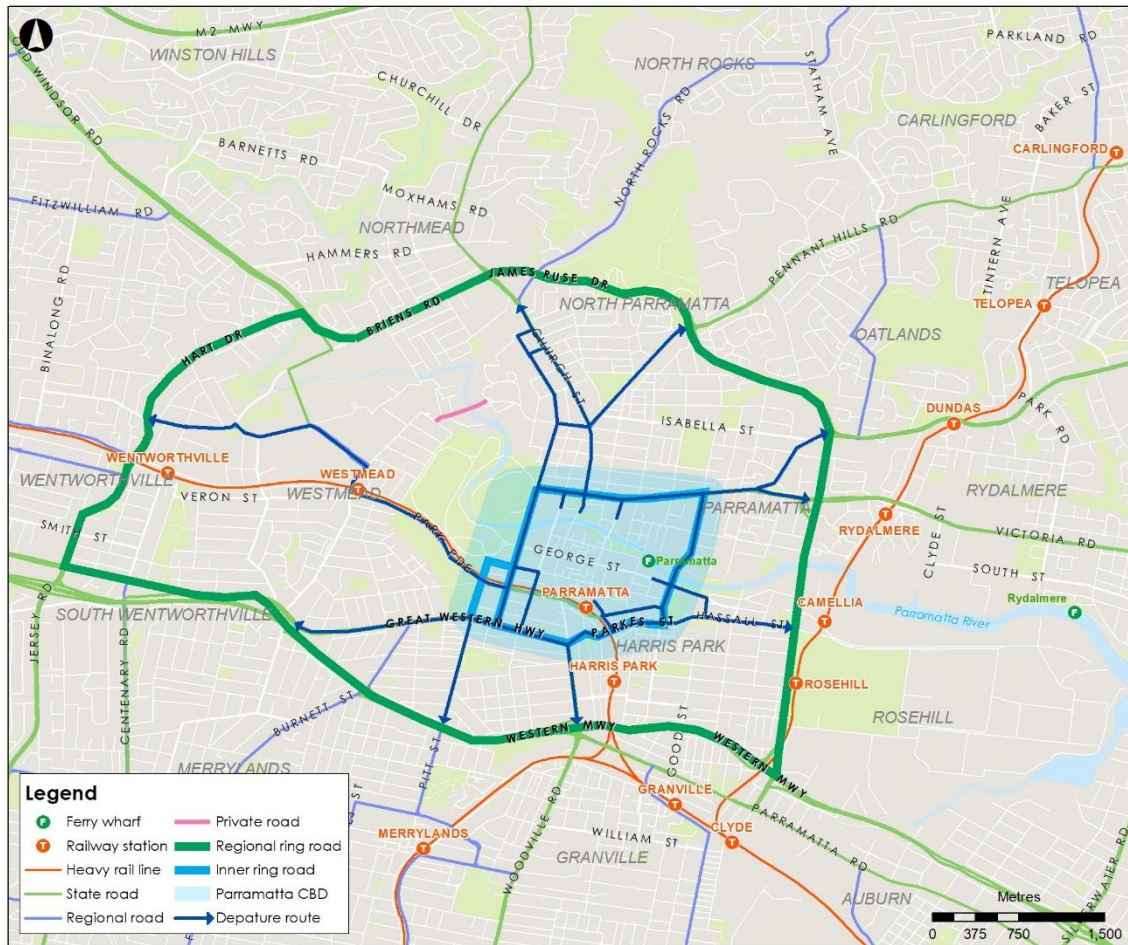 M2 MWY
WINSTON HILLS
OLD WINDSOR RD
CHURCHILL DR
NORTH ROCKS
STATHAM AVE
PARKLAND RD
CARLINGFORD
BAKER ST
CARLINGFORD
BARNETTS RD
NORTH ROCKS RD
MOXHAMS RD
FITZWILLIAM RD
NORTHMEAD
HAMMERS RD
PENNANT HILLS RD
TINTERN AVE
TELOPEA
JAMES RUSE DR
NORTH PARRAMATTA
TELOPEA
BINALONG RD
BRIENS RD
HART DR
CHURCH ST
OATLANDS
DUNDAS
PARK RD
ISABELLA ST
WENTWORTHVILLE
WENTWORTHVILLE
WESTMEAD
WESTMEAD
VERON ST
PARRAMATTA
RYDALMERE
RYDALMERE
SMITH ST
PARK PDE
GEORGE ST
Parramatta
VICTORIA RD
CLYDE ST
SOUTH ST
SOUTH WENTWORTHVILLE
PARRAMATTA
CAMELLIA
Parramatta River
Rydalmere
GREAT WESTERN HWY
PARKES ST
HASSALL ST
HARRIS PARK
HARRIS PARK
JERSEY RD
CENTENARY RD
ROSEHILL
ROSEHILL
BURNETT ST
WESTERN MWY
GOOD ST
WESTERN MWY
PITT ST
MERRYLANDS
GRANVILLE
PARRAMATTA RD
MERRYLANDS
WOODVILLE RD
WILLIAM ST
CLYDE
GRANVILLE
AUBURN
SILVERWATER RD
Legend
Ferry wharf
Railway station
Heavy rail line
State road
Regional road
Private road
Regional ring road
Inner ring road
Parramatta CBD
Depature route
Metres
0 375 750 1,500